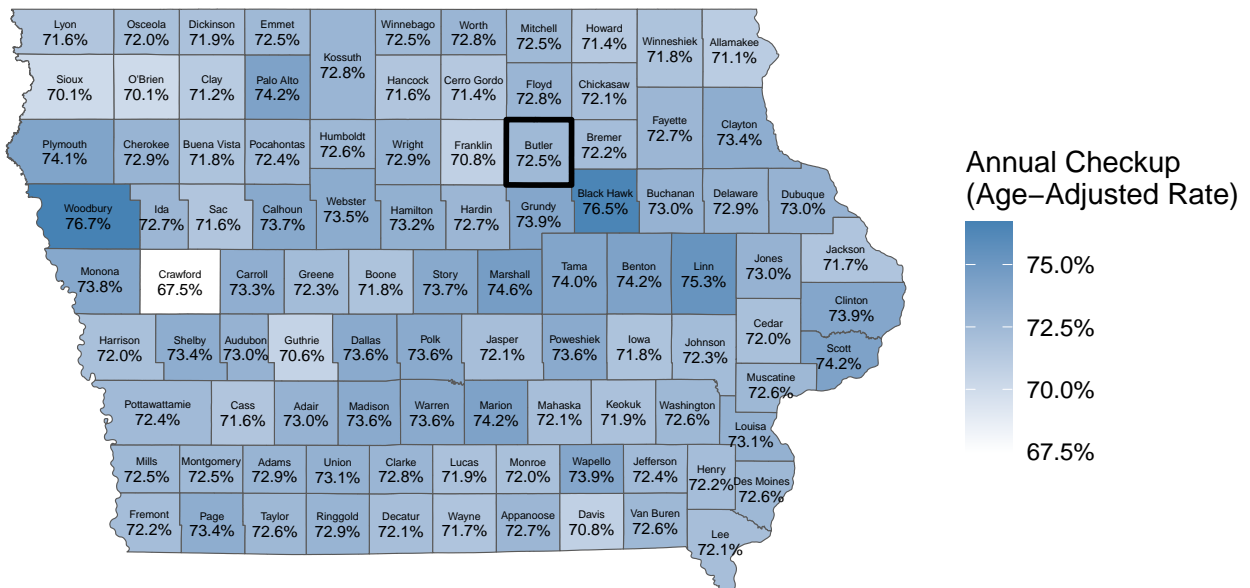 Lyon
71.6%
Osceola
72.0%
Dickinson
71.9%
Emmet
72.5%
Kossuth
72.8%
Winnebago
72.5%
Worth
72.8%
Mitchell
72.5%
Howard
71.4%
Winneshiek
71.8%
Allamakee
71.1%
Sioux
70.1%
O'Brien
70.1%
Clay
71.2%
Palo Alto
74.2%
Hancock
71.6%
Cerro Gordo
71.4%
Floyd
72.8%
Chickasaw
72.1%
Fayette
72.7%
Clayton
73.4%
Plymouth
74.1%
Cherokee
72.9%
Buena Vista
71.8%
Pocahontas
72.4%
Humboldt
72.6%
Wright
72.9%
Franklin
70.8%
Butler
72.5%
Bremer
72.2%
Woodbury
76.7%
Ida
72.7%
Sac
71.6%
Calhoun
73.7%
Webster
73.5%
Hamilton
73.2%
Hardin
72.7%
Grundy
73.9%
Black Hawk
76.5%
Buchanan
73.0%
Delaware
72.9%
Dubuque
73.0%
Monona
73.8%
Crawford
67.5%
Carroll
73.3%
Greene
72.3%
Boone
71.8%
Story
73.7%
Marshall
74.6%
Tama
74.0%
Benton
74.2%
Linn
75.3%
Jones
73.0%
Jackson
71.7%
Clinton
73.9%
Harrison
72.0%
Shelby
73.4%
Audubon
73.0%
Guthrie
70.6%
Dallas
73.6%
Polk
73.6%
Jasper
72.1%
Poweshiek
73.6%
Iowa
71.8%
Johnson
72.3%
Cedar
72.0%
Scott
74.2%
Muscatine
72.6%
Pottawattamie
72.4%
Cass
71.6%
Adair
73.0%
Madison
73.6%
Warren
73.6%
Marion
74.2%
Mahaska
72.1%
Keokuk
71.9%
Washington
72.6%
Louisa
73.1%
Mills
72.5%
Montgomery
72.5%
Adams
72.9%
Union
73.1%
Clarke
72.8%
Lucas
71.9%
Monroe
72.0%
Wapello
73.9%
Jefferson
72.4%
Henry
72.2%
Des Moines
72.6%
Fremont
72.2%
Page
73.4%
Taylor
72.6%
Ringgold
72.9%
Decatur
72.1%
Wayne
71.7%
Appanoose
72.7%
Davis
70.8%
Van Buren
72.6%
Lee
72.1%
Annual Checkup
(Age−Adjusted Rate)
75.0%
72.5%
70.0%
67.5%